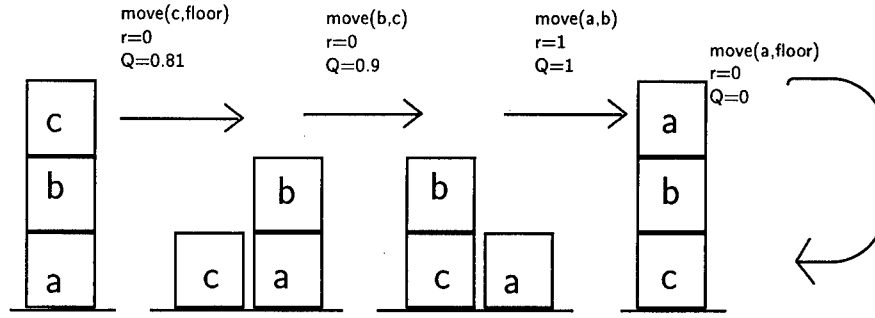 move(c,floor)
r=0
Q=0.81
move(b,c)
r=0
Q=0.9
move(a,b)
r=1
Q=1
move(a,floor)
r=0
Q=0
c
b
a
b
c a
b
c a
a
b
c